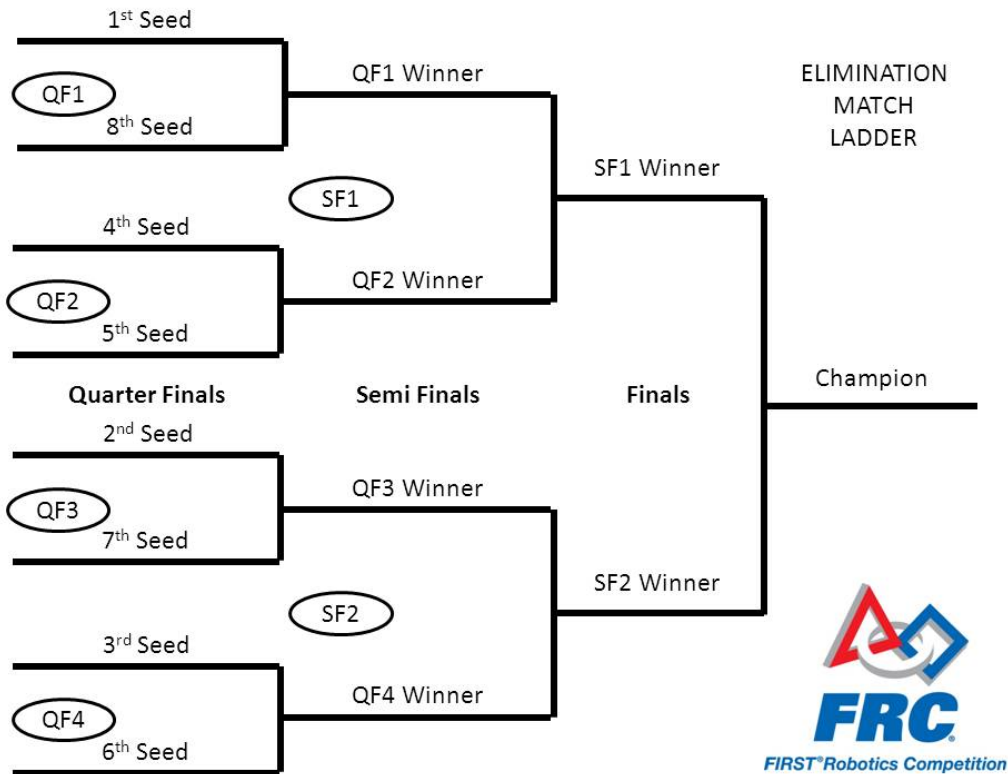 1st Seed
QF1 Winner
ELIMINATION
MATCH
LADDER
QF1
8th Seed
SF1 Winner
SF1
4th Seed
QF2 Winner
QF2
5th Seed
Champion
Quarter Finals
Semi Finals
Finals
2nd Seed
QF3 Winner
QF3
7th Seed
SF2 Winner
SF2
3rd Seed
QF4 Winner
QF4
6th Seed
FRC
FIRST®Robotics Competition